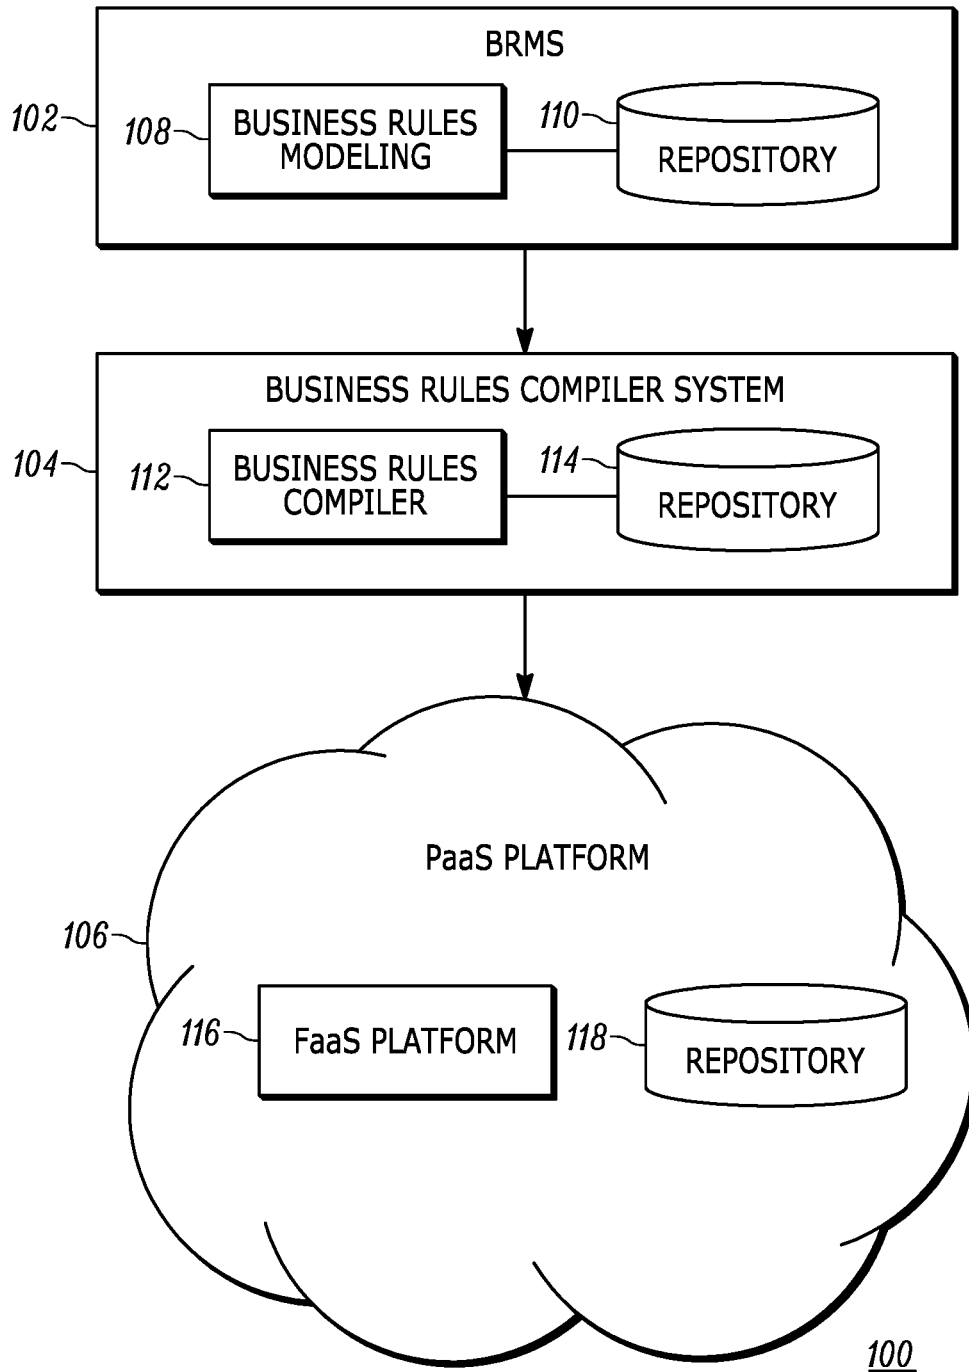 BRMS
102
108
BUSINESS RULES
MODELING
110
REPOSITORY
BUSINESS RULES COMPILER SYSTEM
104
112
BUSINESS RULES
COMPILER
114
REPOSITORY
PaaS PLATFORM
106
116
FaaS PLATFORM
118
REPOSITORY
100